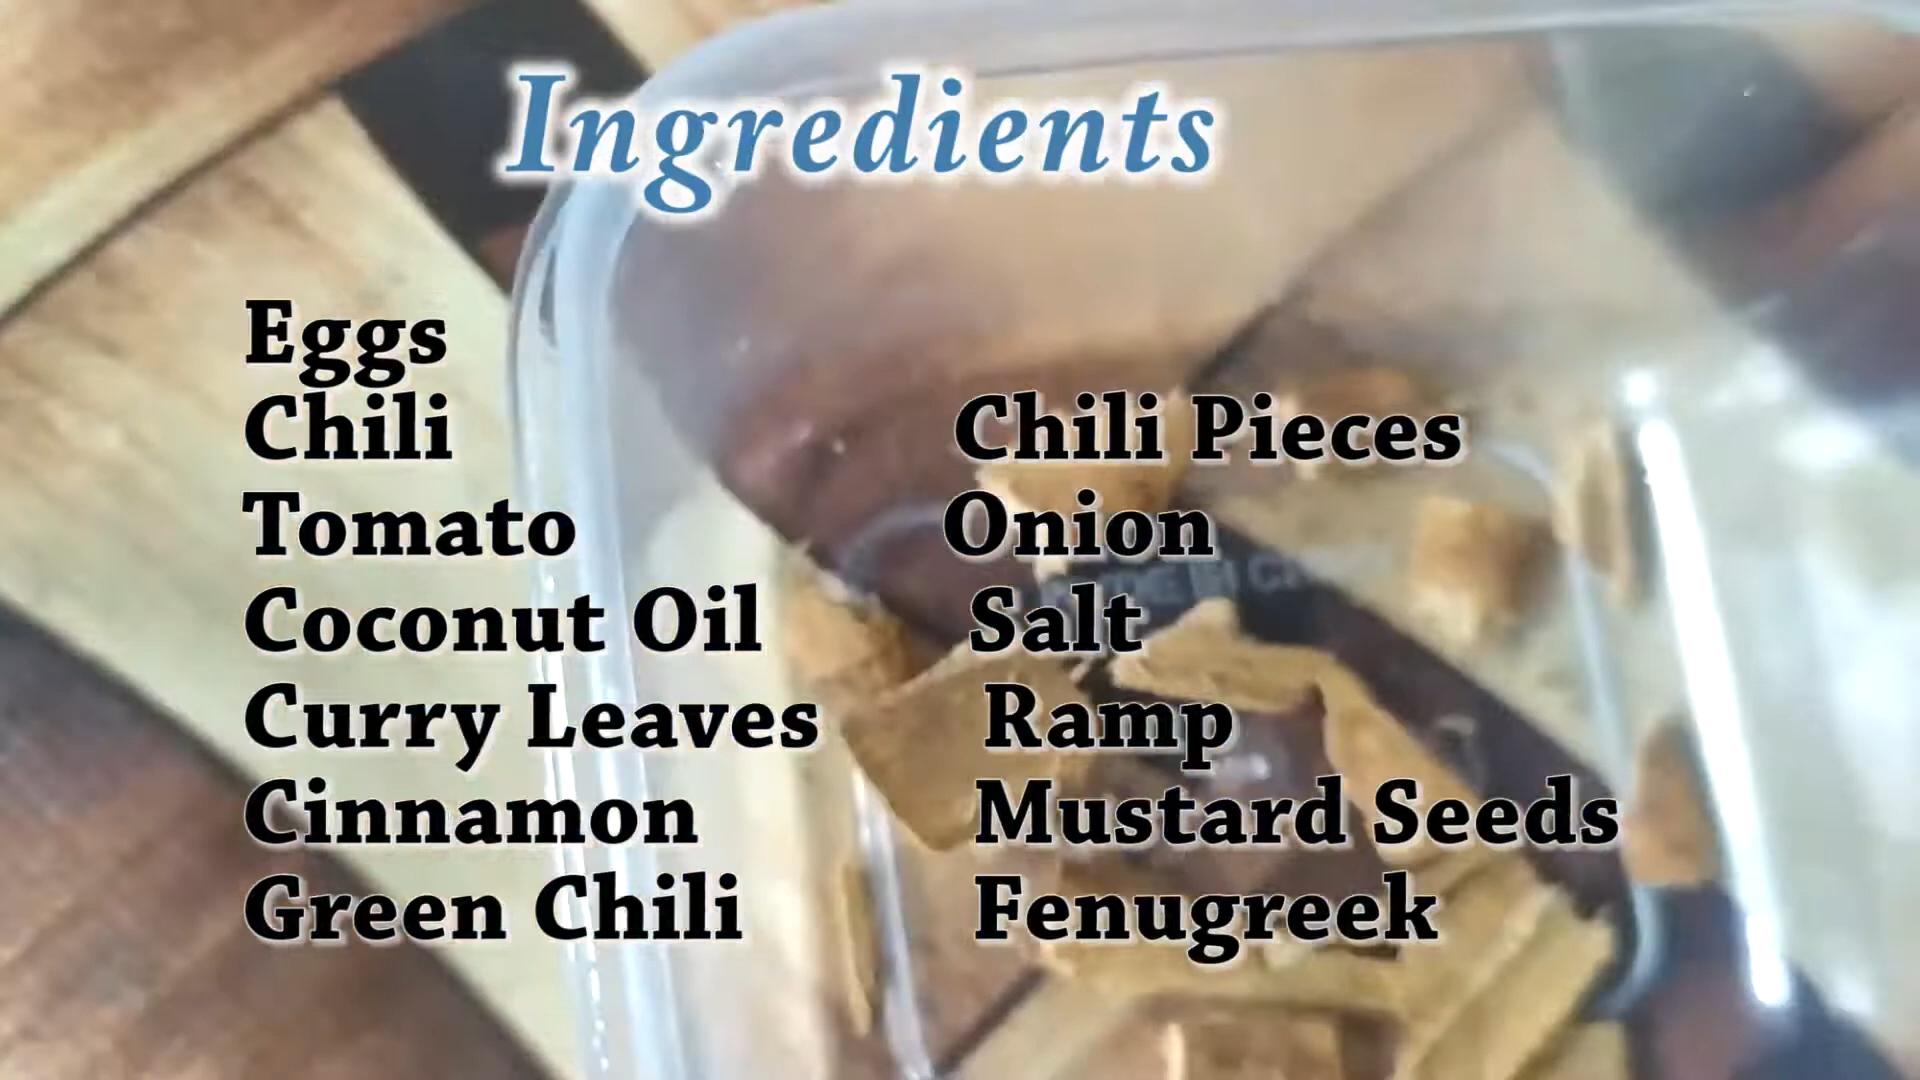 Ingredients
Eggs
Chili
Tomato
Coconut Oil
Curry Leaves
Cinnamon
Green Chili
Chili Pieces
Onion
Salt
Ramp
Mustard Seeds
Fenugreek